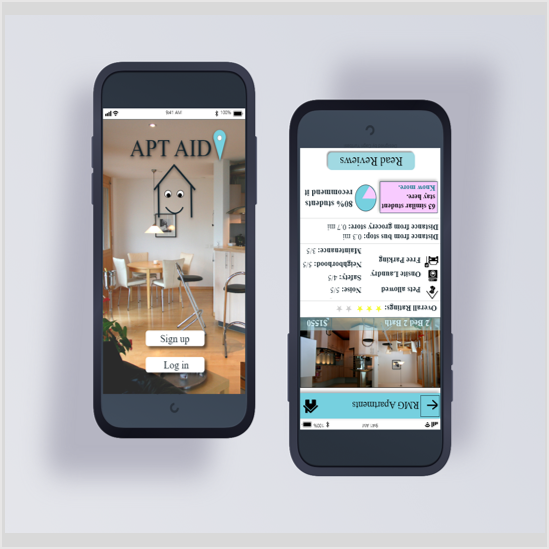 9:41 AM
100%
APT AID
Sign up
Log in
9:41 AM
100%
RMG Apartments
2 Bed 2 Bath
$1550
Overall Ratings:
Pets allowed
Noise: 5/5
Onsite Laundry
Safety: 4/5
Free Parking
Neighborhood: 5/5
Maintenance: 3/5
Distance from bus stop: 0.3 mi
Distance from grocery store: 0.7 mi
63 similar student
stay here.
Know more.
80% students
recommend it
Read Reviews